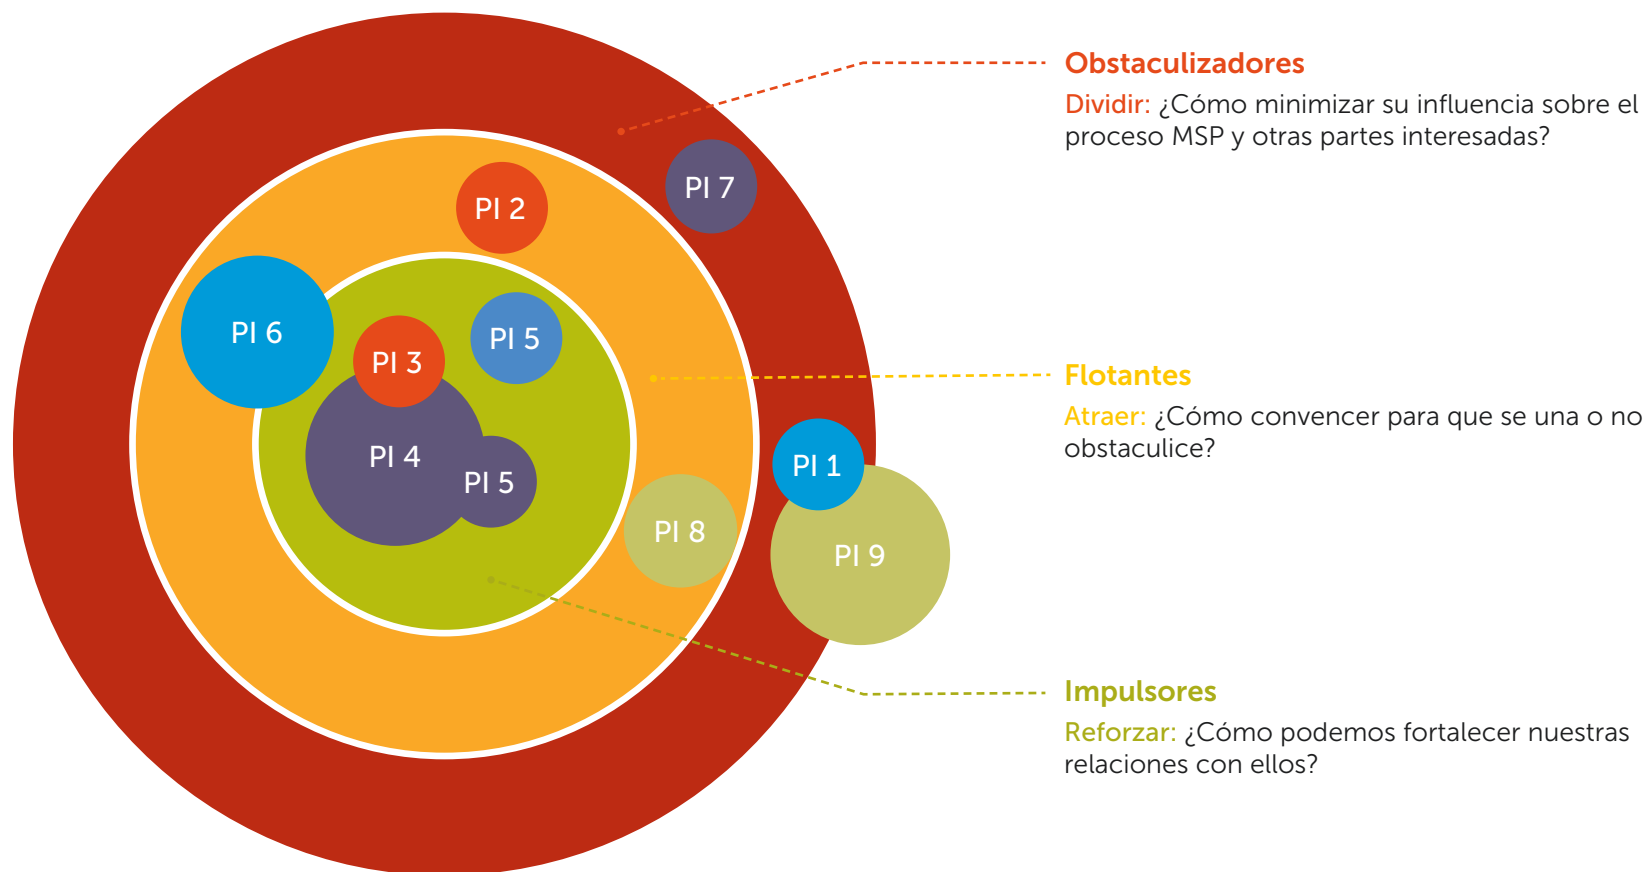 Obstaculizadores
Dividir: ¿Cómo minimizar su influencia sobre el
proceso MSP y otras partes interesadas?
PI 7
PI 2
PI 6
PI 3
PI 5
Flotantes
Atraer: ¿Cómo convencer para que se una o no
obstaculice?
PI 4
PI 5
PI 1
PI 8
PI 9
Impulsores
Reforzar: ¿Cómo podemos fortalecer nuestras
relaciones con ellos?